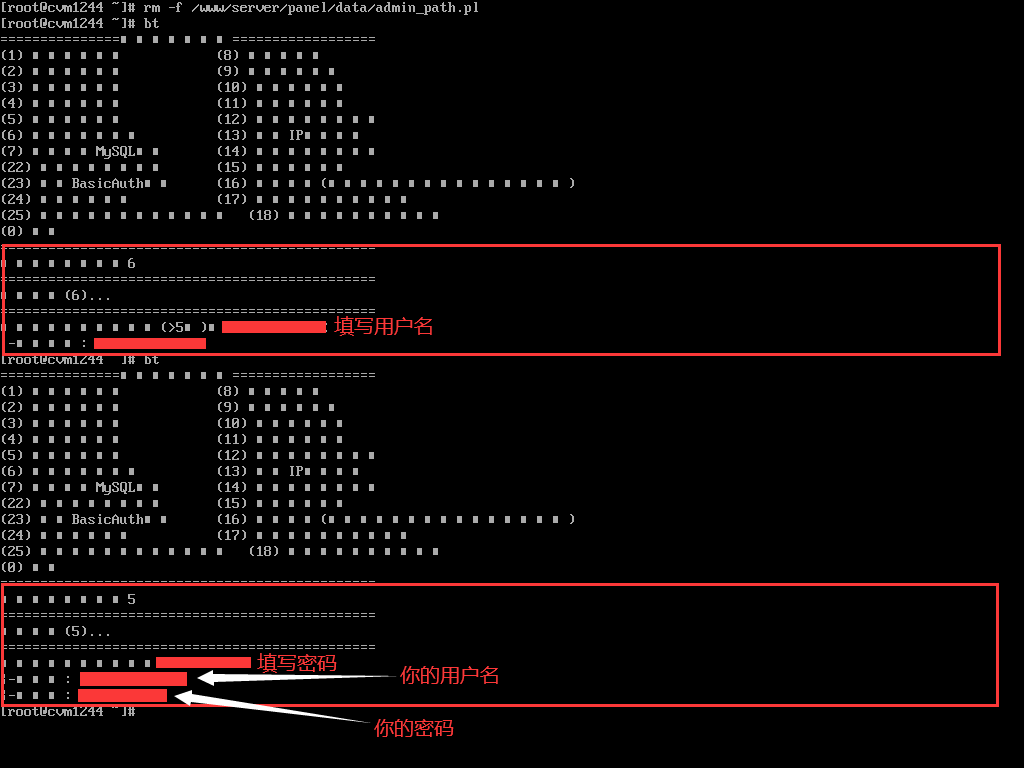 [root@cvm1244 ~]# rm -f /www/server/panel/data/admin_path.pl
[root@cvm1244 ~]# bt
===============■ ■ ■ ■ ■ ■ ■ ==================
(1) ■ ■ ■ ■ ■ ■ (8) ■ ■ ■ ■ ■
(2) ■ ■ ■ ■ ■ ■ (9) ■ ■ ■ ■ ■ ■
(3) ■ ■ ■ ■ ■ ■ (10) ■ ■ ■ ■ ■ ■
(4) ■ ■ ■ ■ ■ ■ (11) ■ ■ ■ ■ ■ ■
(5) ■ ■ ■ ■ ■ ■ (12) ■ ■ ■ ■ ■ ■ ■ ■
(6) ■ ■ ■ ■ ■ ■ ■ (13) ■ ■ IP■ ■ ■ ■
(7) ■ ■ ■ ■ MySQL■ ■ (14) ■ ■ ■ ■ ■ ■ ■ ■
(22) ■ ■ ■ ■ ■ ■ ■ ■ (15) ■ ■ ■ ■ ■ ■
(23) ■ ■ BasicAuth■ ■ (16) ■ ■ ■ ■ (■ ■ ■ ■ ■ ■ ■ ■ ■ ■ ■ ■ ■ ■ ■ )
(24) ■ ■ ■ ■ ■ ■ (17) ■ ■ ■ ■ ■ ■ ■ ■ ■ ■
(25) ■ ■ ■ ■ ■ ■ ■ ■ ■ ■ ■ ■ (18) ■ ■ ■ ■ ■ ■ ■ ■ ■ ■
(0) ■ ■
===============================================
■ ■ ■ ■ ■ ■ ■ ■ 6
===============================================
■ ■ ■ ■ (6)...
===============================================
■ ■ ■ ■ ■ ■ ■ ■ ■ ■ (>5■ )■ 填写用户名
|-■ ■ ■ ■ :
[root@cvm1244 ~]# bt
===============■ ■ ■ ■ ■ ■ ■ ==================
(1) ■ ■ ■ ■ ■ ■ (8) ■ ■ ■ ■ ■
(2) ■ ■ ■ ■ ■ ■ (9) ■ ■ ■ ■ ■ ■
(3) ■ ■ ■ ■ ■ ■ (10) ■ ■ ■ ■ ■ ■
(4) ■ ■ ■ ■ ■ ■ (11) ■ ■ ■ ■ ■ ■
(5) ■ ■ ■ ■ ■ ■ (12) ■ ■ ■ ■ ■ ■ ■ ■
(6) ■ ■ ■ ■ ■ ■ ■ (13) ■ ■ IP■ ■ ■ ■
(7) ■ ■ ■ ■ MySQL■ ■ (14) ■ ■ ■ ■ ■ ■ ■ ■
(22) ■ ■ ■ ■ ■ ■ ■ ■ (15) ■ ■ ■ ■ ■ ■
(23) ■ ■ BasicAuth■ ■ (16) ■ ■ ■ ■ (■ ■ ■ ■ ■ ■ ■ ■ ■ ■ ■ ■ ■ ■ ■ )
(24) ■ ■ ■ ■ ■ ■ (17) ■ ■ ■ ■ ■ ■ ■ ■ ■ ■
(25) ■ ■ ■ ■ ■ ■ ■ ■ ■ ■ ■ ■ (18) ■ ■ ■ ■ ■ ■ ■ ■ ■ ■
(0) ■ ■
===============================================
■ ■ ■ ■ ■ ■ ■ ■ 5
===============================================
■ ■ ■ ■ (5)...
===============================================
■ ■ ■ ■ ■ ■ ■ ■ ■ ■ 填写密码
|-■ ■ ■ : 你的用户名
|-■ ■ ■ :
[root@cvm1244 ~]#
你的密码